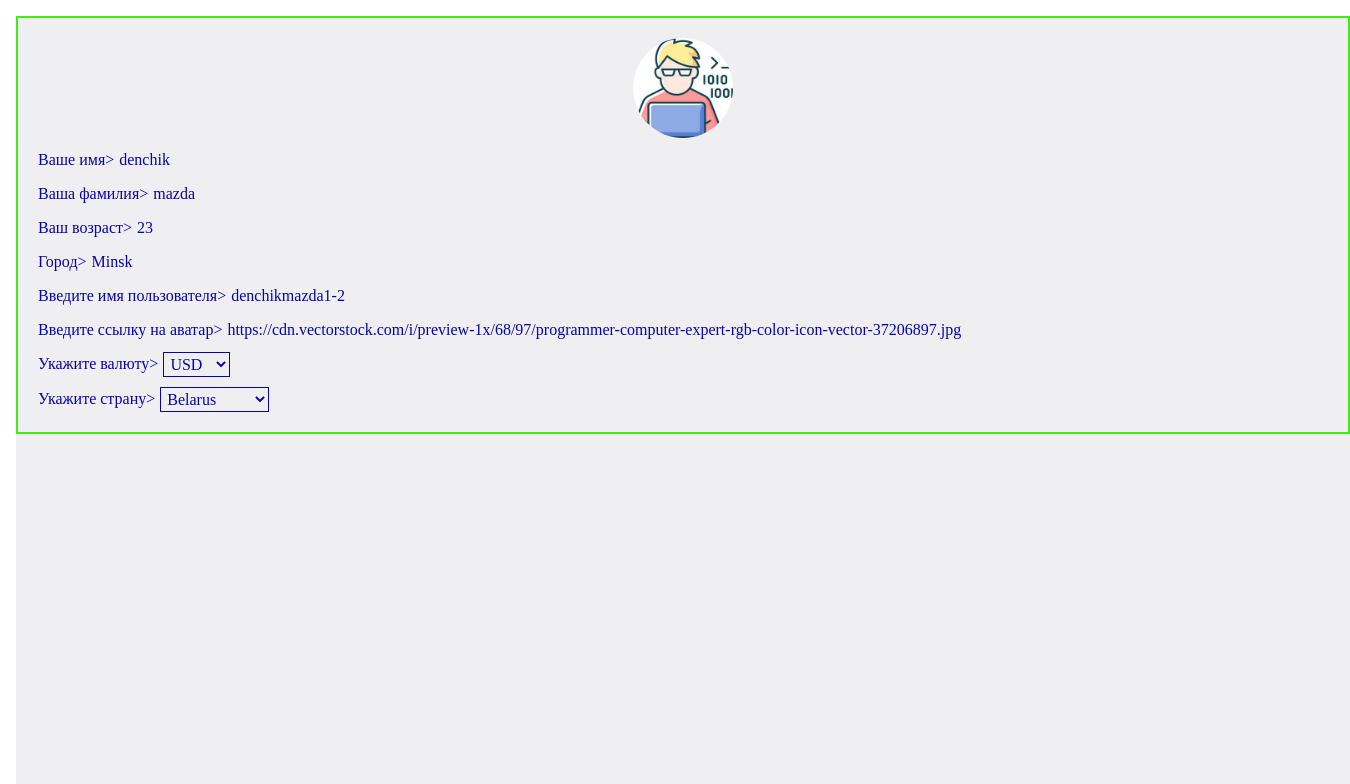 >_
1010
100
Ваше имя> denchik
Ваша фамилия> mazda
Ваш возраст> 23
Город> Minsk
Введите имя пользователя> denchikmazda1-2
Введите ссылку на аватар> https://cdn.vectorstock.com/i/preview-1x/68/97/programmer-computer-expert-rgb-color-icon-vector-37206897.jpg
Укажите валюту> USD
Укажите страну> Belarus